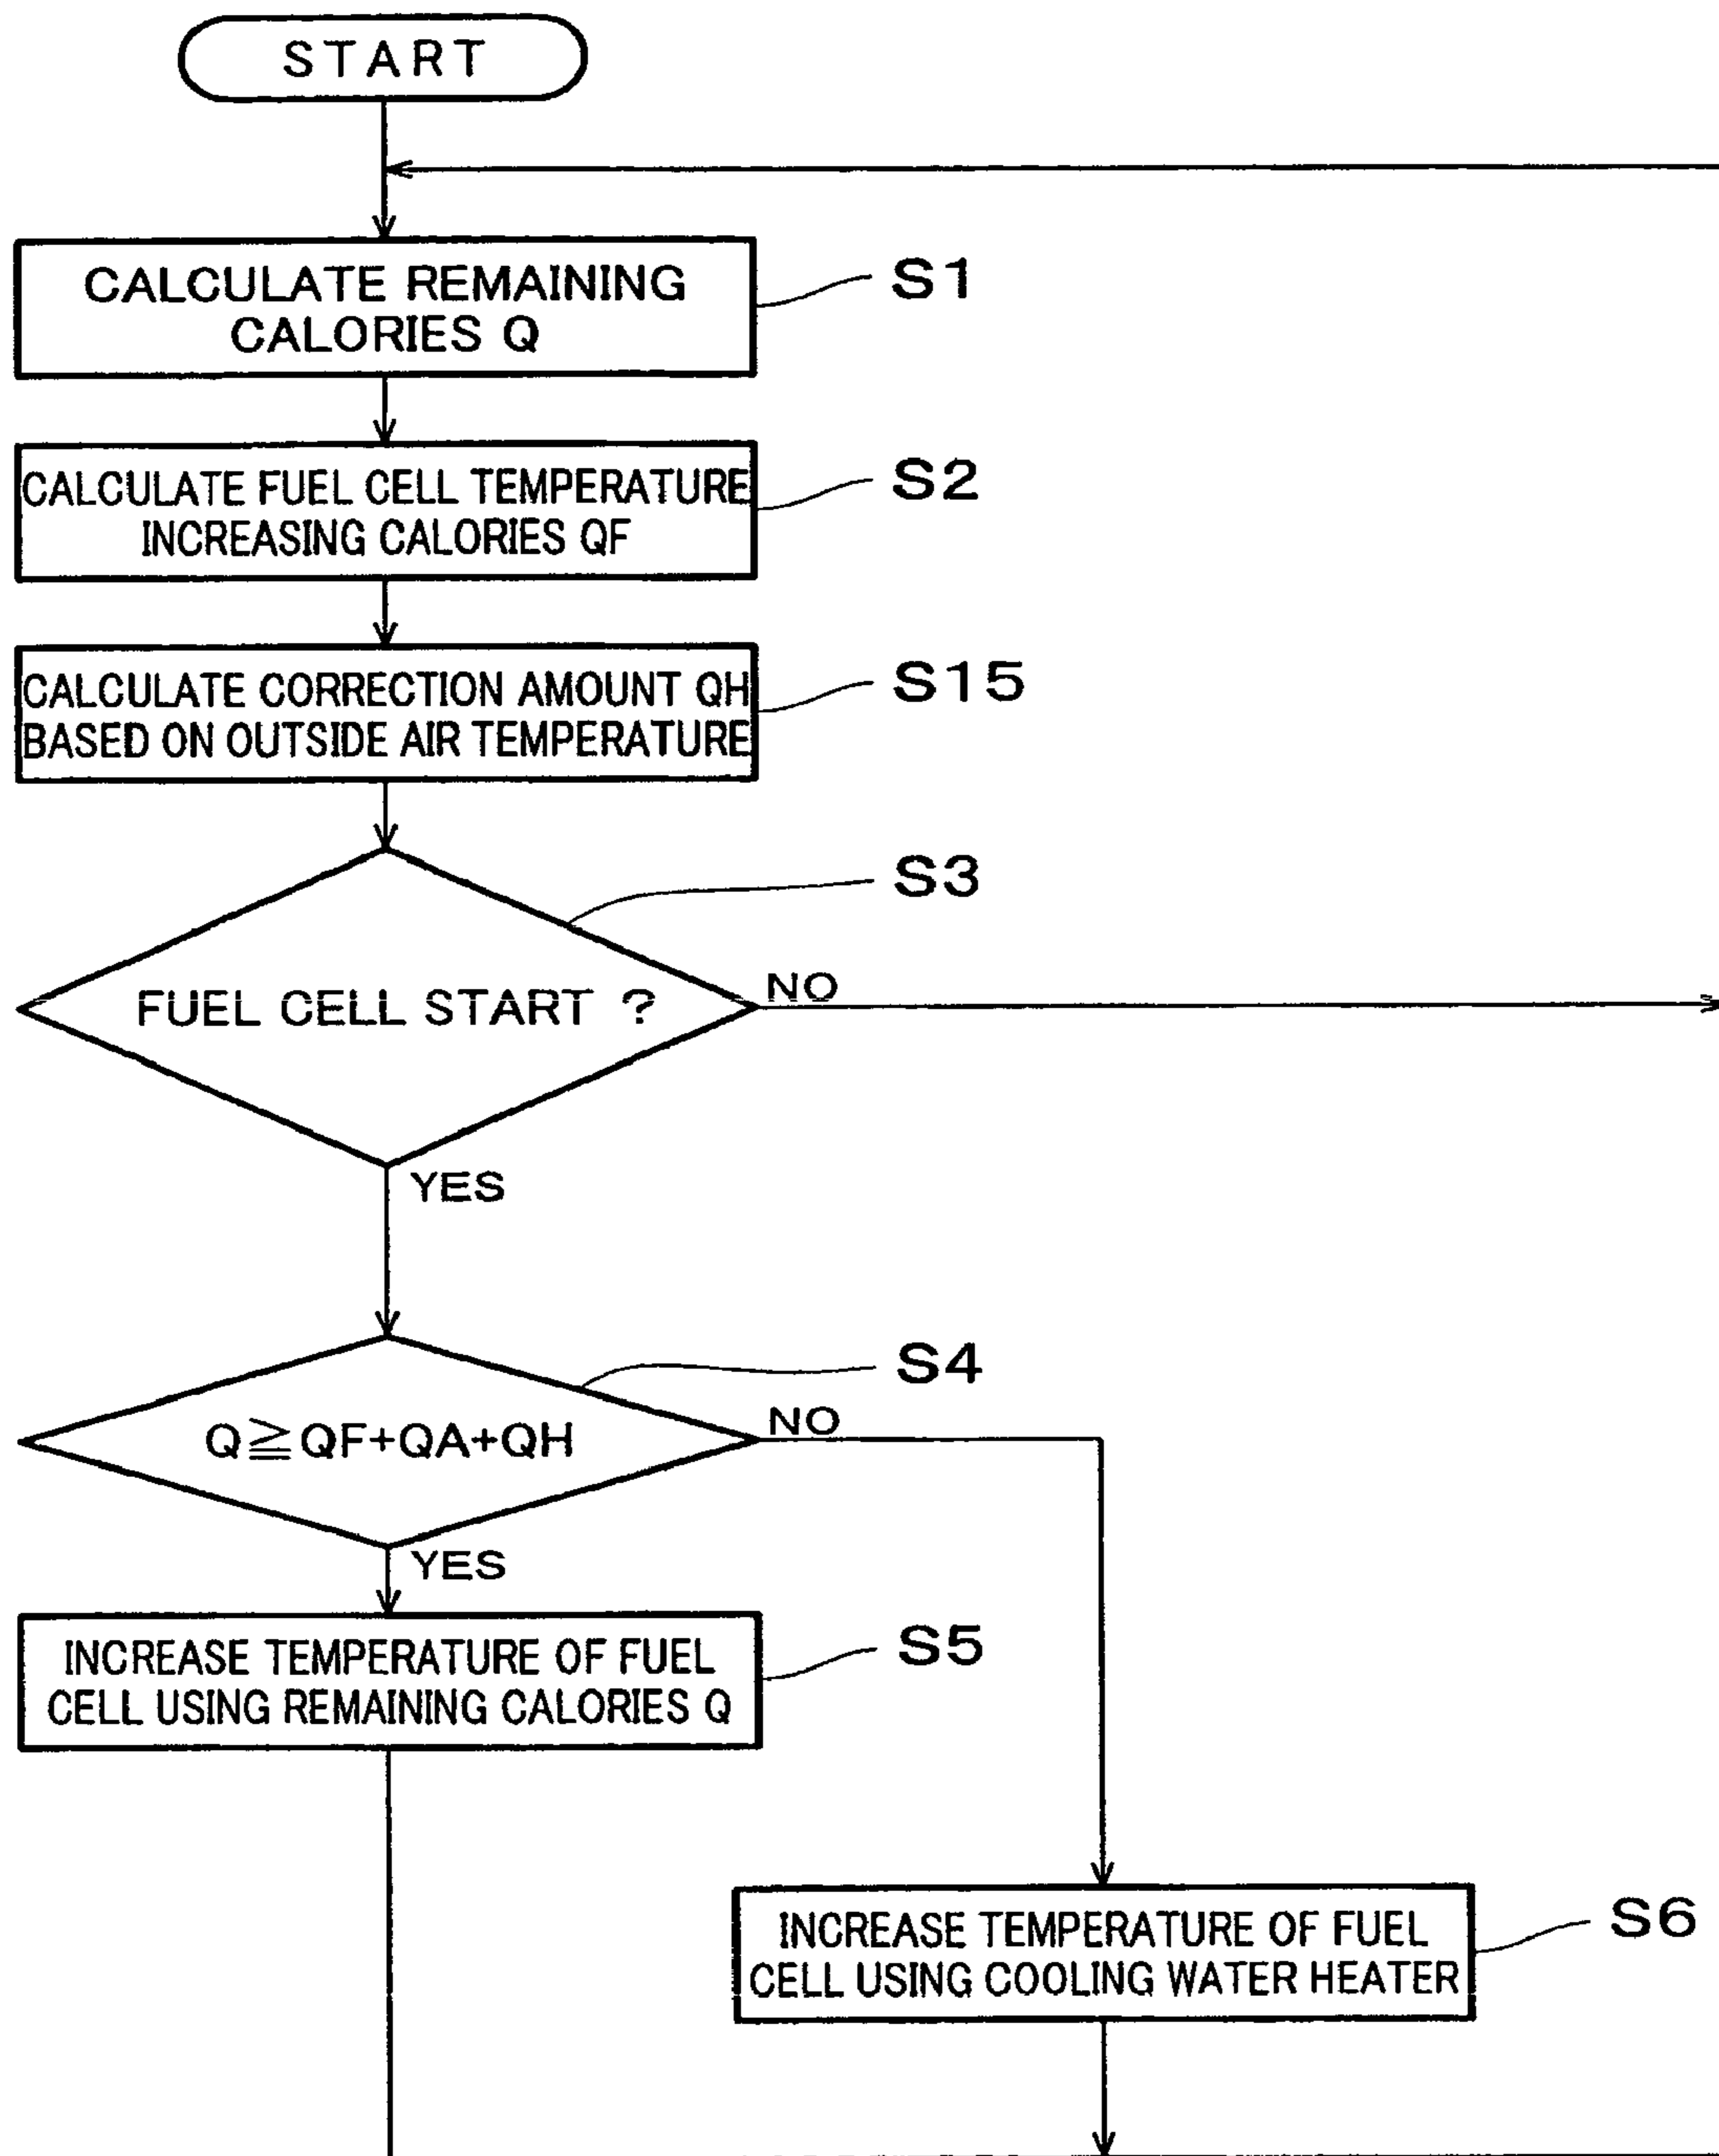 START
CALCULATE REMAINING
CALORIES Q
S1
CALCULATE FUEL CELL TEMPERATURE
INCREASING CALORIES QF
S2
CALCULATE CORRECTION AMOUNT QH
BASED ON OUTSIDE AIR TEMPERATURE
S15
S3
FUEL CELL START ?
NO
YES
S4
Q≧QF+QA+QH
NO
YES
INCREASE TEMPERATURE OF FUEL
CELL USING REMAINING CALORIES Q
S5
INCREASE TEMPERATURE OF FUEL
CELL USING COOLING WATER HEATER
S6